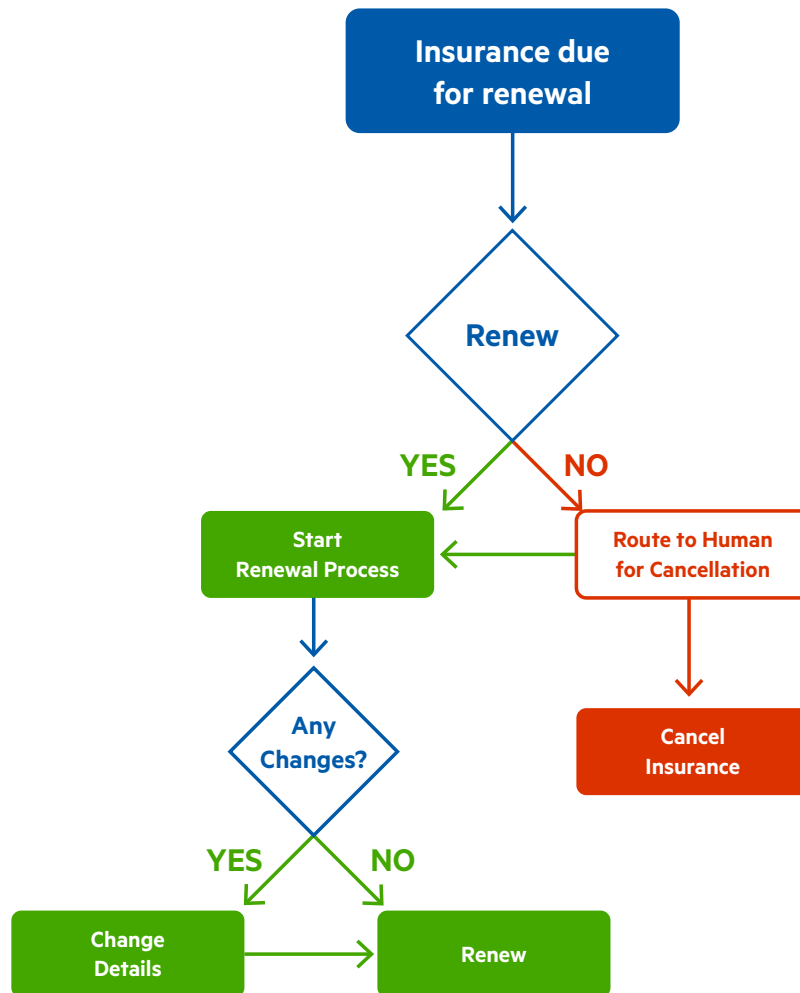 Insurance due
for renewal
Renew
YES
NO
Start
Renewal Process
Route to Human
for Cancellation
Any
Changes?
Cancel
Insurance
YES
NO
Change
Details
Renew